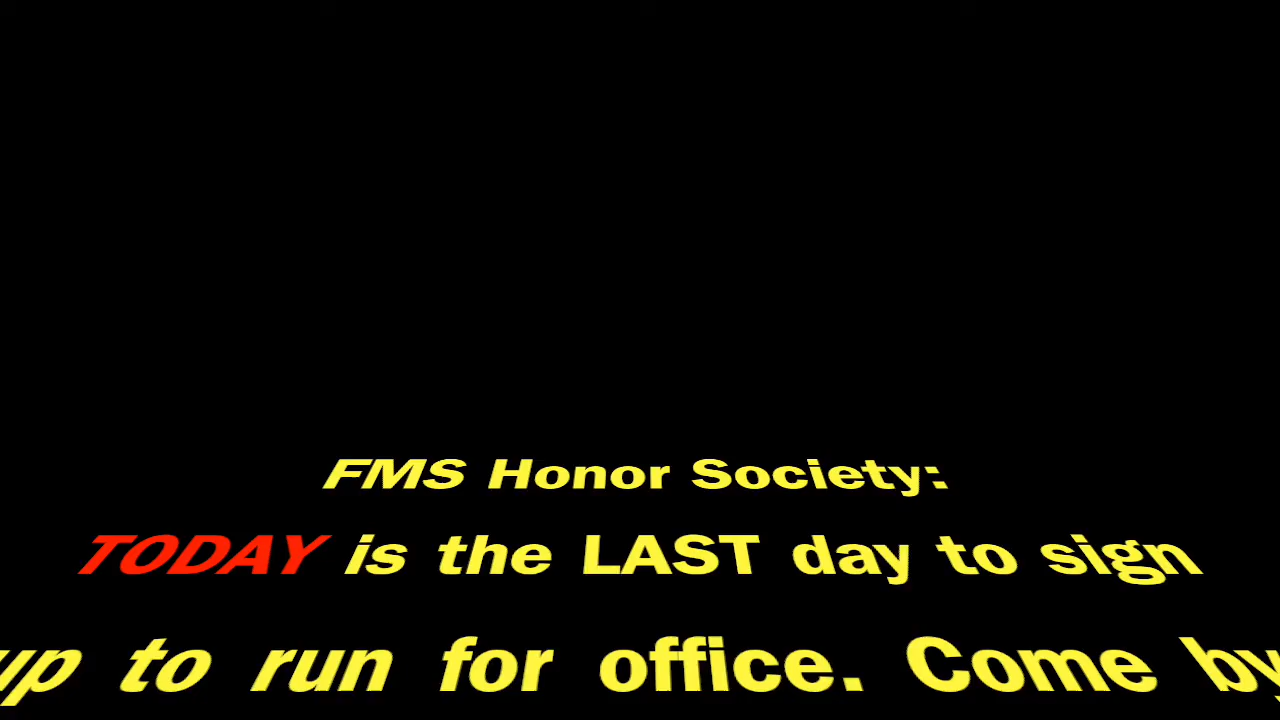 FMS Honor Society:
TODAY is the LAST day to sign
up to run for office. Come by